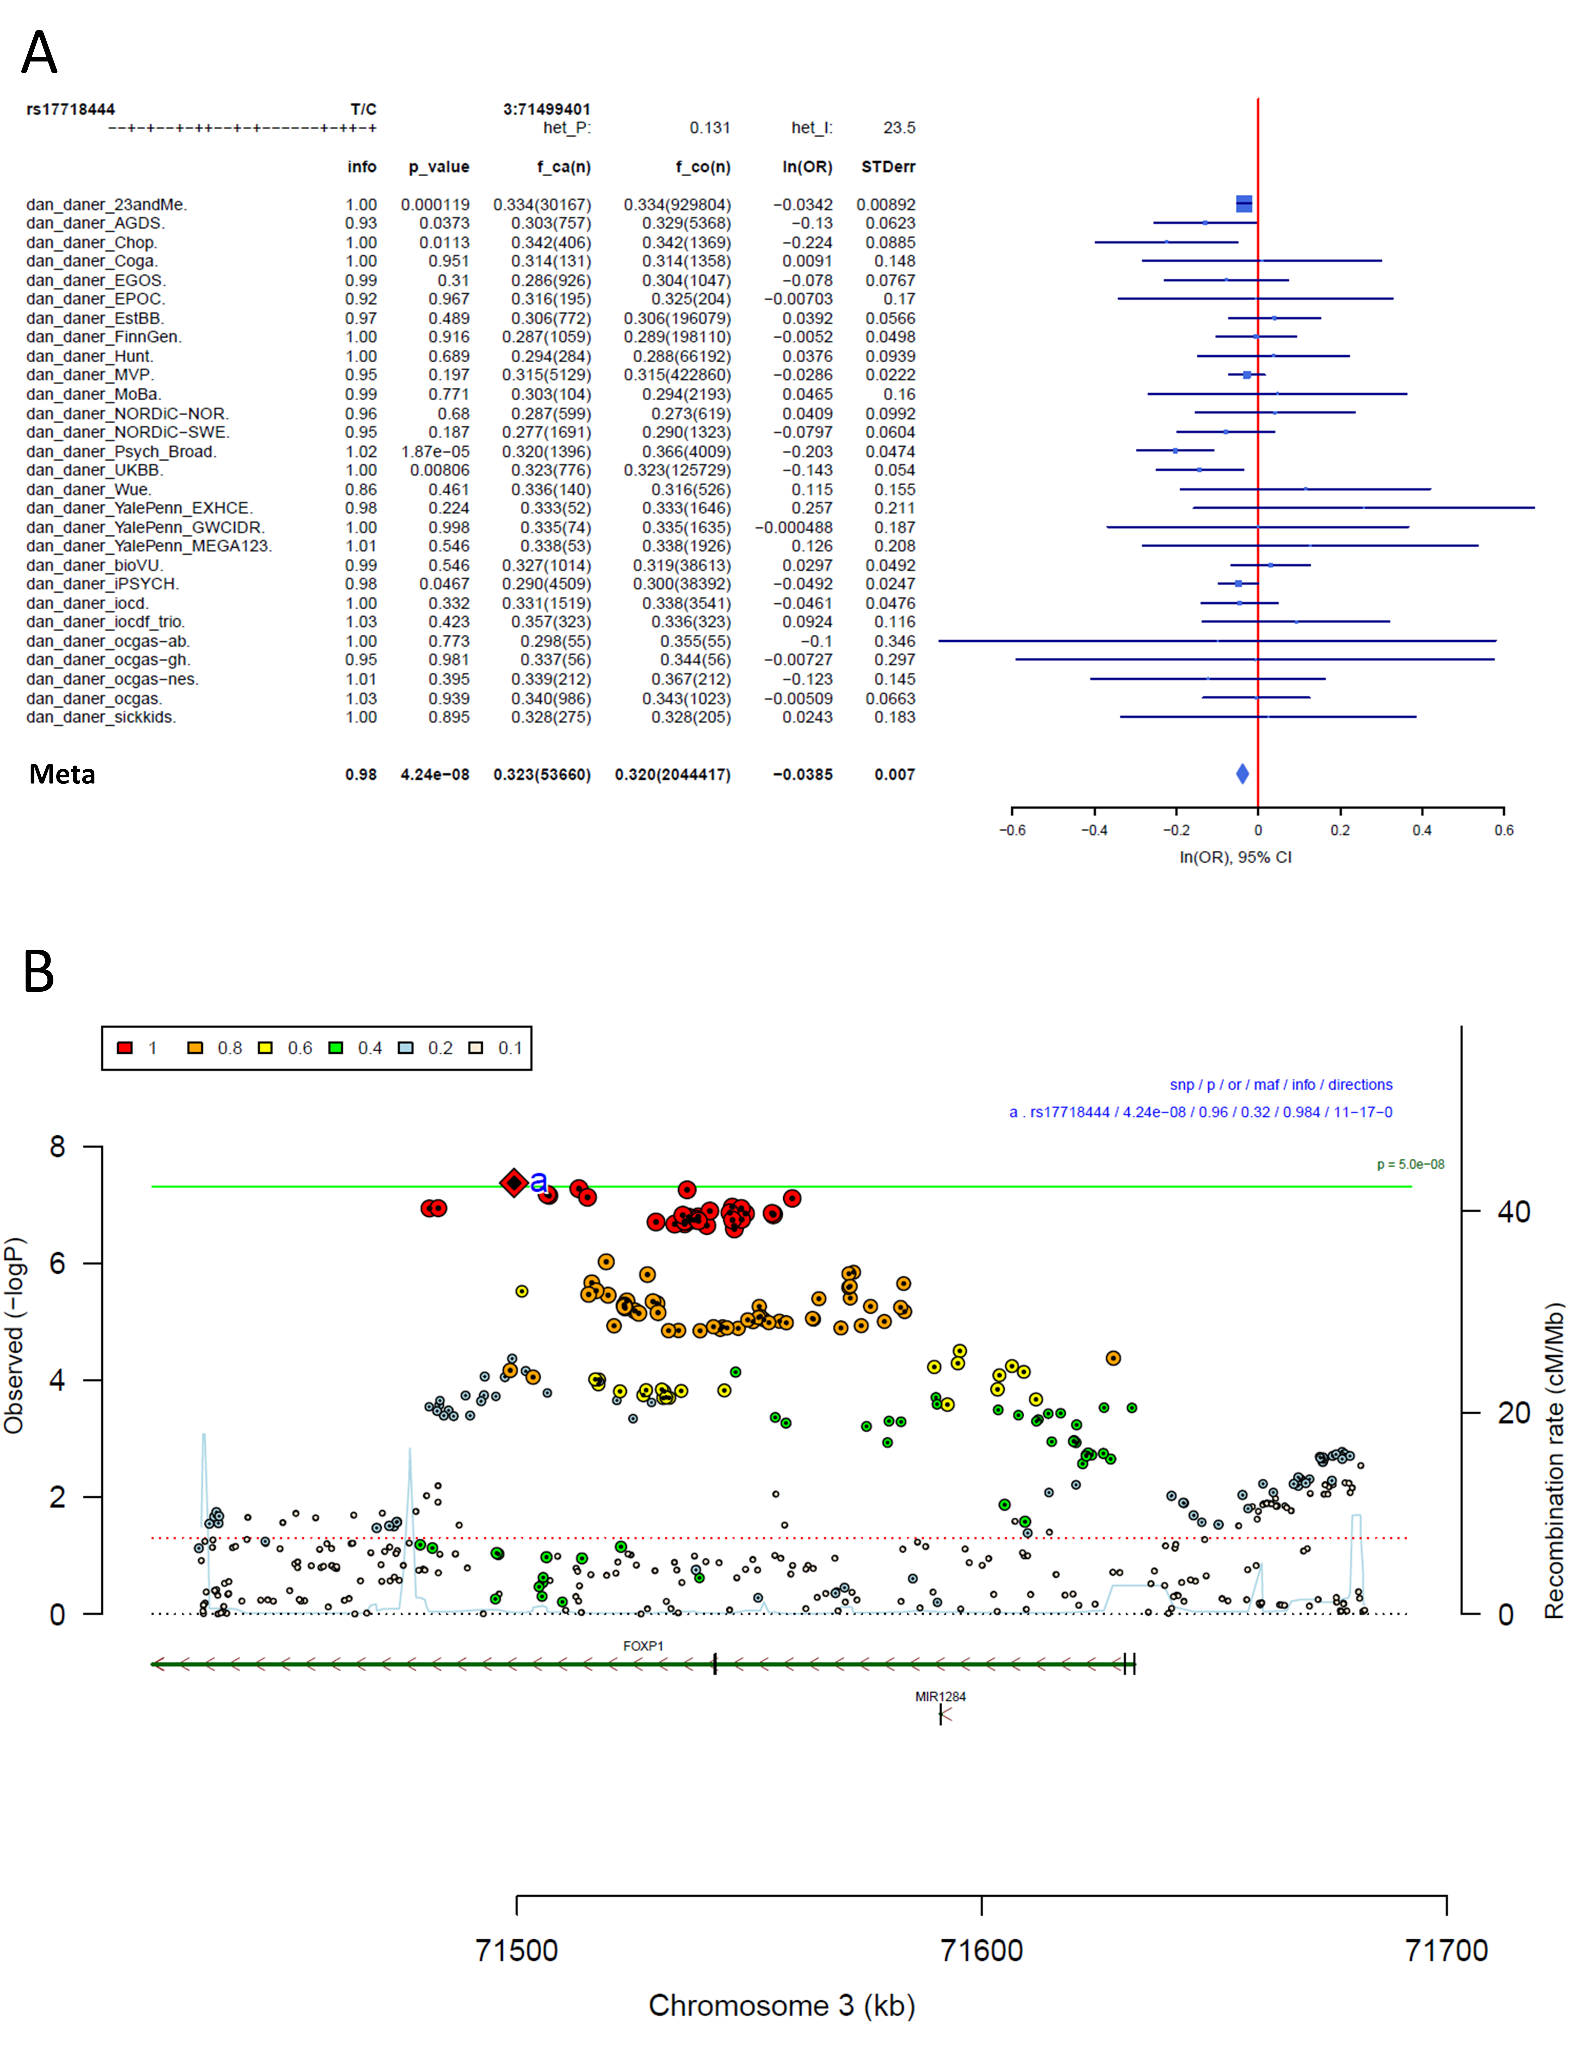 A
rs17718444 T/C 3:71499401
−−+−+−−+−++−−+−+−−−−−−+−++−+ het_P: 0.131 het_I: 23.5
info p_value f_ca(n) f_co(n) ln(OR) STDerr
dan_daner_23andMe. 1.00 0.000119 0.334(30167) 0.334(929804) −0.0342 0.00892
dan_daner_AGDS. 0.93 0.0373 0.303(757) 0.329(5368) −0.13 0.0623
dan_daner_Chop. 1.00 0.0113 0.342(406) 0.342(1369) −0.224 0.0885
dan_daner_Coga. 1.00 0.951 0.314(131) 0.314(1358) 0.0091 0.148
dan_daner_EGOS. 0.99 0.31 0.286(926) 0.304(1047) −0.078 0.0767
dan_daner_EPOC. 0.92 0.967 0.316(195) 0.325(204) −0.00703 0.17
dan_daner_EstBB. 0.97 0.489 0.306(772) 0.306(196079) 0.0392 0.0566
dan_daner_FinnGen. 1.00 0.916 0.287(1059) 0.289(198110) −0.0052 0.0498
dan_daner_Hunt. 1.00 0.689 0.294(284) 0.288(66192) 0.0376 0.0939
dan_daner_MVP. 0.95 0.197 0.315(5129) 0.315(422860) −0.0286 0.0222
dan_daner_MoBa. 0.99 0.771 0.303(104) 0.294(2193) 0.0465 0.16
dan_daner_NORDiC−NOR. 0.96 0.68 0.287(599) 0.273(619) 0.0409 0.0992
dan_daner_NORDiC−SWE. 0.95 0.187 0.277(1691) 0.290(1323) −0.0797 0.0604
dan_daner_Psych_Broad. 1.02 1.87e−05 0.320(1396) 0.366(4009) −0.203 0.0474
dan_daner_UKBB. 1.00 0.00806 0.323(776) 0.323(125729) −0.143 0.054
dan_daner_Wue. 0.86 0.461 0.336(140) 0.316(526) 0.115 0.155
dan_daner_YalePenn_EXHCE. 0.98 0.224 0.333(52) 0.333(1646) 0.257 0.211
dan_daner_YalePenn_GWCIDR. 1.00 0.998 0.335(74) 0.335(1635) −0.000488 0.187
dan_daner_YalePenn_MEGA123. 1.01 0.546 0.338(53) 0.338(1926) 0.126 0.208
dan_daner_bioVU. 0.99 0.546 0.327(1014) 0.319(38613) 0.0297 0.0492
dan_daner_iPSYCH. 0.98 0.0467 0.290(4509) 0.300(38392) −0.0492 0.0247
dan_daner_iocd. 1.00 0.332 0.331(1519) 0.338(3541) −0.0461 0.0476
dan_daner_iocdf_trio. 1.03 0.423 0.357(323) 0.336(323) 0.0924 0.116
dan_daner_ocgas−ab. 1.00 0.773 0.298(55) 0.355(55) −0.1 0.346
dan_daner_ocgas−gh. 0.95 0.981 0.337(56) 0.344(56) −0.00727 0.297
dan_daner_ocgas−nes. 1.01 0.395 0.339(212) 0.367(212) −0.123 0.145
dan_daner_ocgas. 1.03 0.939 0.340(986) 0.343(1023) −0.00509 0.0663
dan_daner_sickkids. 1.00 0.895 0.328(275) 0.328(205) 0.0243 0.183
Meta 0.98 4.24e−08 0.323(53660) 0.320(2044417) −0.0385 0.007
−0.6 −0.4 −0.2 0 0.2 0.4 0.6
ln(OR), 95% CI
B
1 0.8 0.6 0.4 0.2 0.1
snp / p / or / maf / info / directions
a . rs17718444 / 4.24e−08 / 0.96 / 0.32 / 0.984 / 11−17−0
p = 5.0e−08
a
Observed (−logP)
8
6
4
2
0
40
20
0
Recombination rate (cM/Mb)
FOXP1
MIR1284
71500 71600 71700
Chromosome 3 (kb)